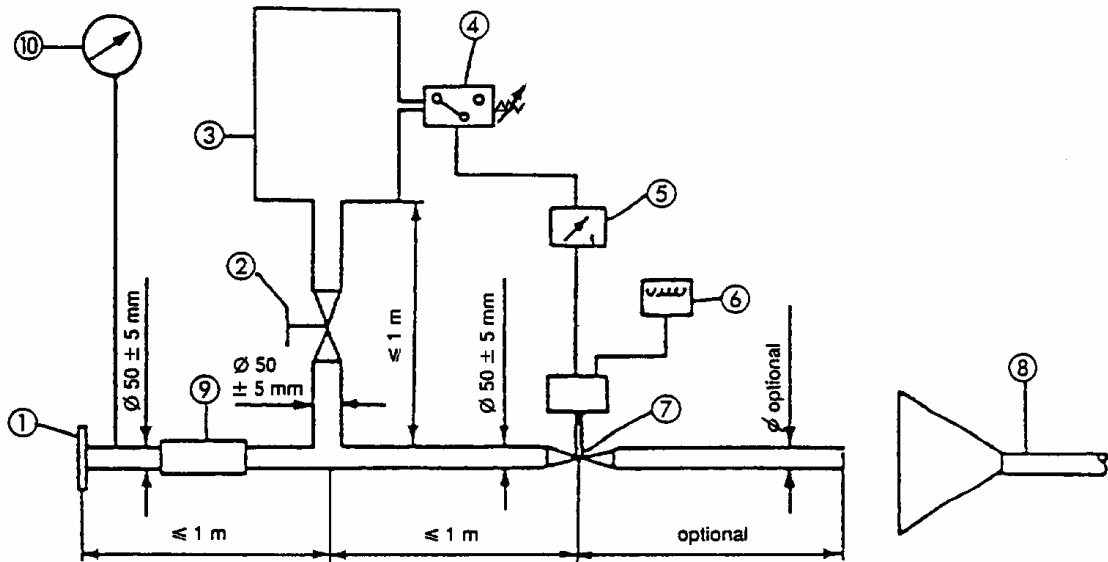 ④
⑩
③
⑤
②
⑥
Ø 50 ± 5 mm
Ø 50
± 5 mm
⩽ 1 m
Ø 50 ± 5 mm
⑧
⑨
⑦
Ø optional
①
⩽ 1 m
⩽ 1 m
optional